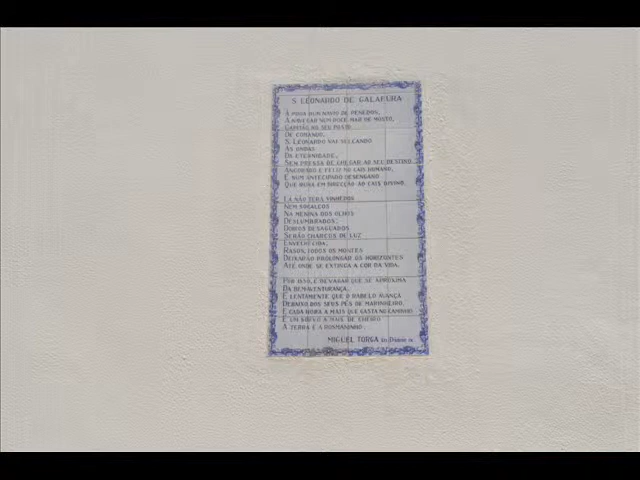 S. LEONARDO DE GALAFURA
À PROA DUM NAVIO DE PENEDOS,
A NAVEGAR NUM DOCE MAR DE MOSTO,
CAPITÃO NO SEU POSTO
DE COMANDO,
S. LEONARDO VAI SULCANDO
AS ONDAS
DA ETERNIDADE,
SEM PRESSA DE CHEGAR AO SEU DESTINO.
ANCORADO E FELIZ NO CAIS HUMANO,
É NUM ANTECIPADO DESENGANO
QUE RUMA EM DIRECÇÃO AO CAIS DIVINO.
LÁ NÃO TERÁ VINHEDOS
NEM SOCALCOS
NA MENINA DOS OLHOS
DESLUMBRADOS;
DOIROS DESAGUADOS
SERÃO CHARCOS DE LUZ
ENVELHECIDA;
RASOS, TODOS OS MONTES
DEIXARÃO PROLONGAR OS HORIZONTES
ATÉ ONDE SE EXTINGA A COR DA VIDA.
POR ISSO, É DEVAGAR QUE SE APROXIMA
DA BEM-AVENTURANÇA.
É LENTAMENTE QUE O RABELO AVANÇA
DEBAIXO DOS SEUS PÉS DE MARINHEIRO.
E CADA HORA A MAIS QUE GASTA NO CAMINHO
É UM SORVO A MAIS DE CHEIRO
A TERRA E A ROSMANINHO
MIGUEL TORGA